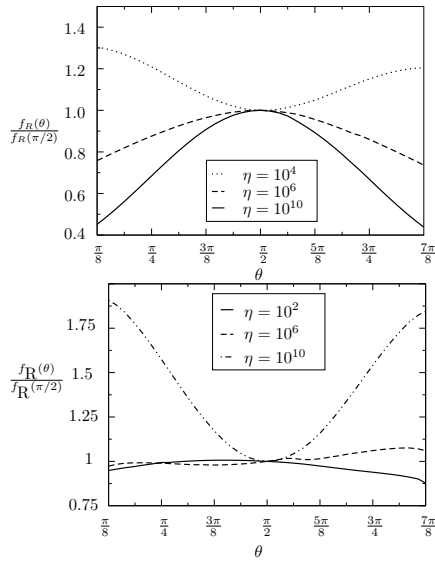 1.4
1.2
1.0
0.8
0.6
0.4
f_R(θ)/f_R(π/2)
η = 10^4
η = 10^6
η = 10^10
π/8 π/4 3π/8 π/2 5π/8 3π/4 7π/8
θ
1.75
1.5
1.25
1
0.75
f_R(θ)/f_R(π/2)
η = 10^2
η = 10^6
η = 10^10
π/8 π/4 3π/8 π/2 5π/8 3π/4 7π/8
θ